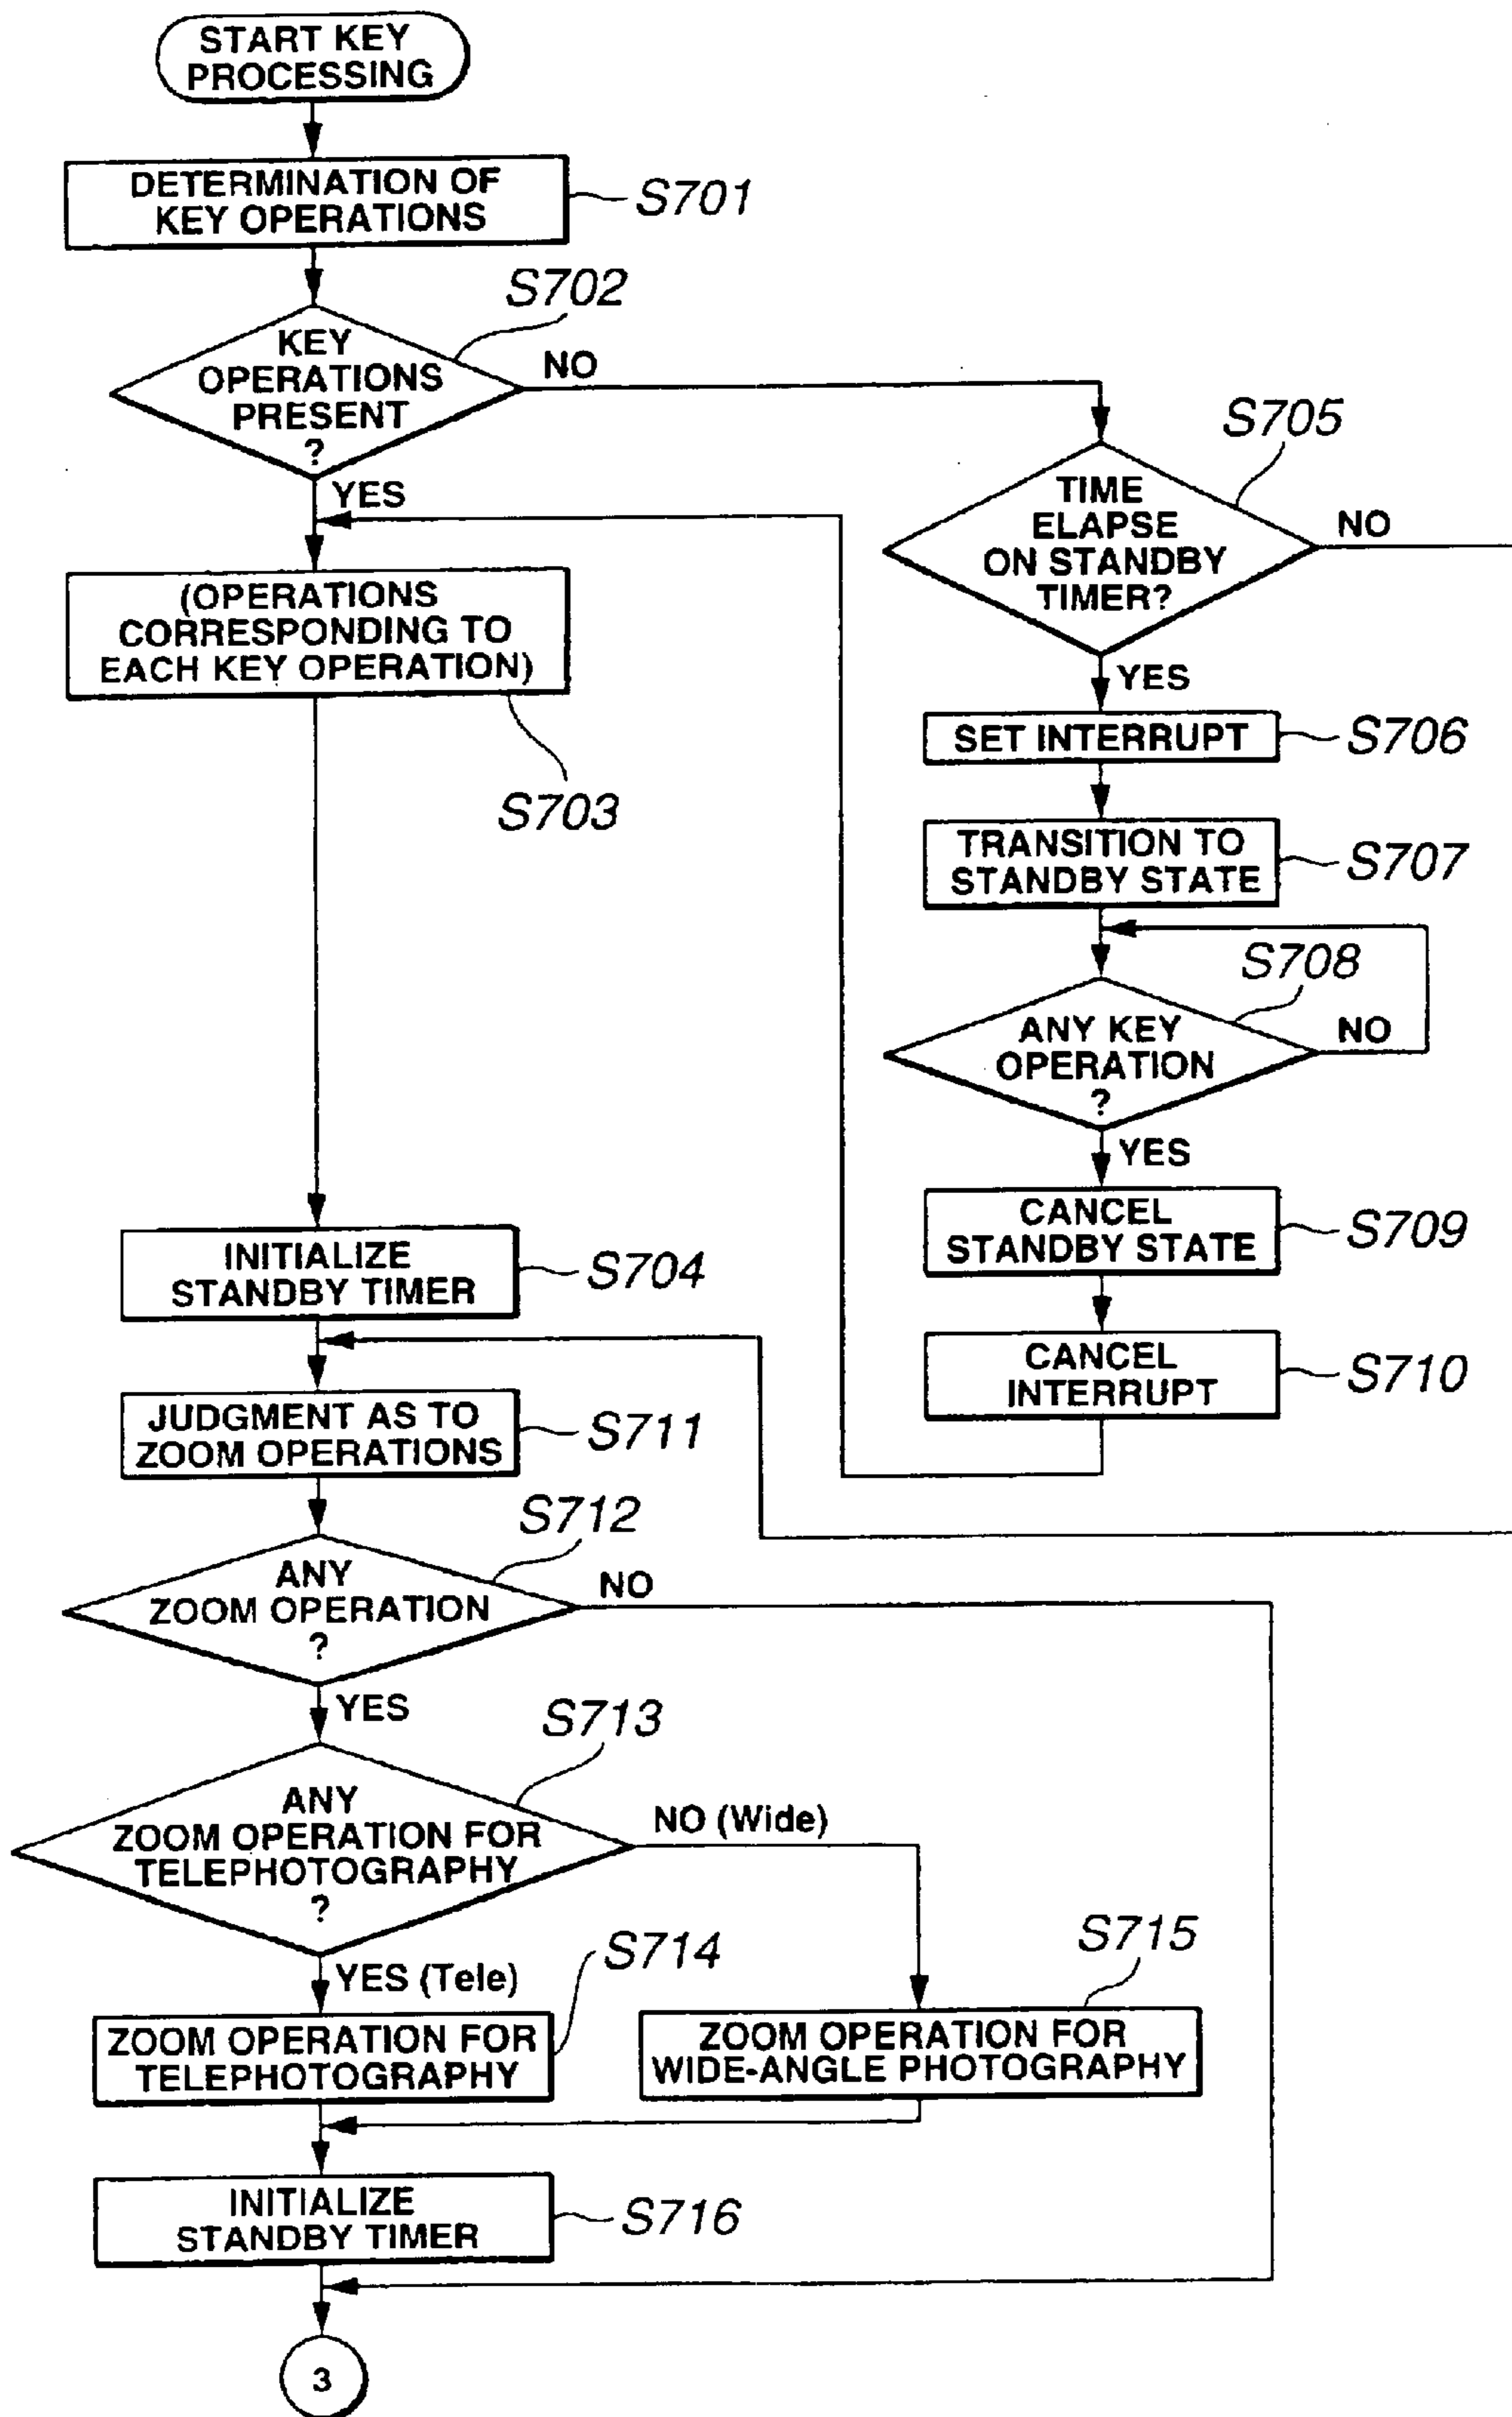 START KEY
PROCESSING
DETERMINATION OF
KEY OPERATIONS
S701
S702
KEY
OPERATIONS
PRESENT
?
NO
YES
S705
TIME
ELAPSE
ON STANDBY
TIMER?
NO
YES
(OPERATIONS
CORRESPONDING TO
EACH KEY OPERATION)
S703
SET INTERRUPT
S706
TRANSITION TO
STANDBY STATE
S707
S708
ANY KEY
OPERATION
?
NO
YES
CANCEL
STANDBY STATE
S709
CANCEL
INTERRUPT
S710
INITIALIZE
STANDBY TIMER
S704
JUDGMENT AS TO
ZOOM OPERATIONS
S711
S712
ANY
ZOOM OPERATION
?
NO
YES
S713
ANY
ZOOM OPERATION FOR
TELEPHOTOGRAPHY
?
NO (Wide)
YES (Tele)
S714
ZOOM OPERATION FOR
TELEPHOTOGRAPHY
S715
ZOOM OPERATION FOR
WIDE-ANGLE PHOTOGRAPHY
INITIALIZE
STANDBY TIMER
S716
3